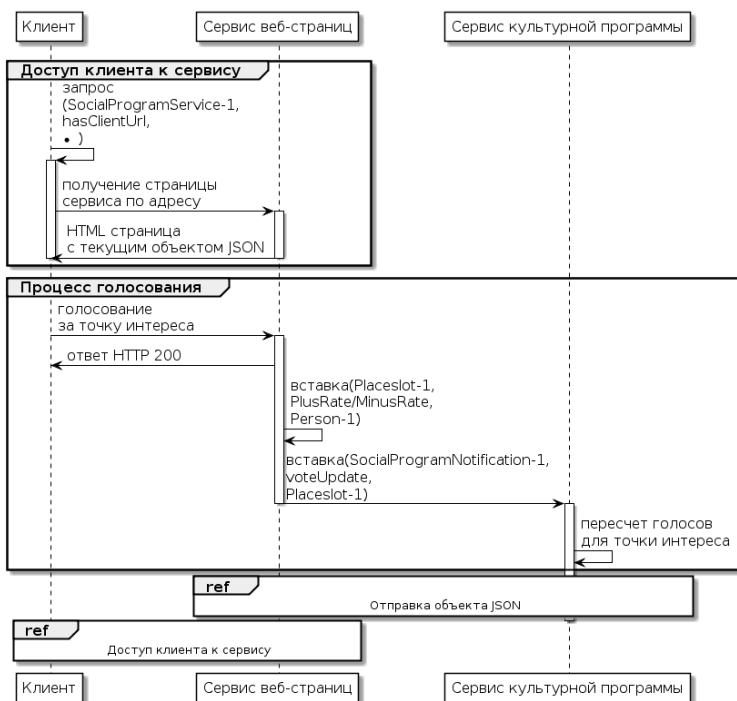 Клиент
Сервис веб-страниц
Сервис культурной программы
Доступ клиента к сервису
запрос
(SocialProgramService-1,
hasClientUrl,
• )
получение страницы
сервиса по адресу
HTML страница
с текущим объектом JSON
Процесс голосования
голосование
за точку интереса
ответ HTTP 200
вставка(Placeslot-1,
PlusRate/MinusRate,
Person-1)
вставка(SocialProgramNotification-1,
voteUpdate,
Placeslot-1)
пересчет голосов
для точки интереса
ref
Отправка объекта JSON
ref
Доступ клиента к сервису
Клиент
Сервис веб-страниц
Сервис культурной программы